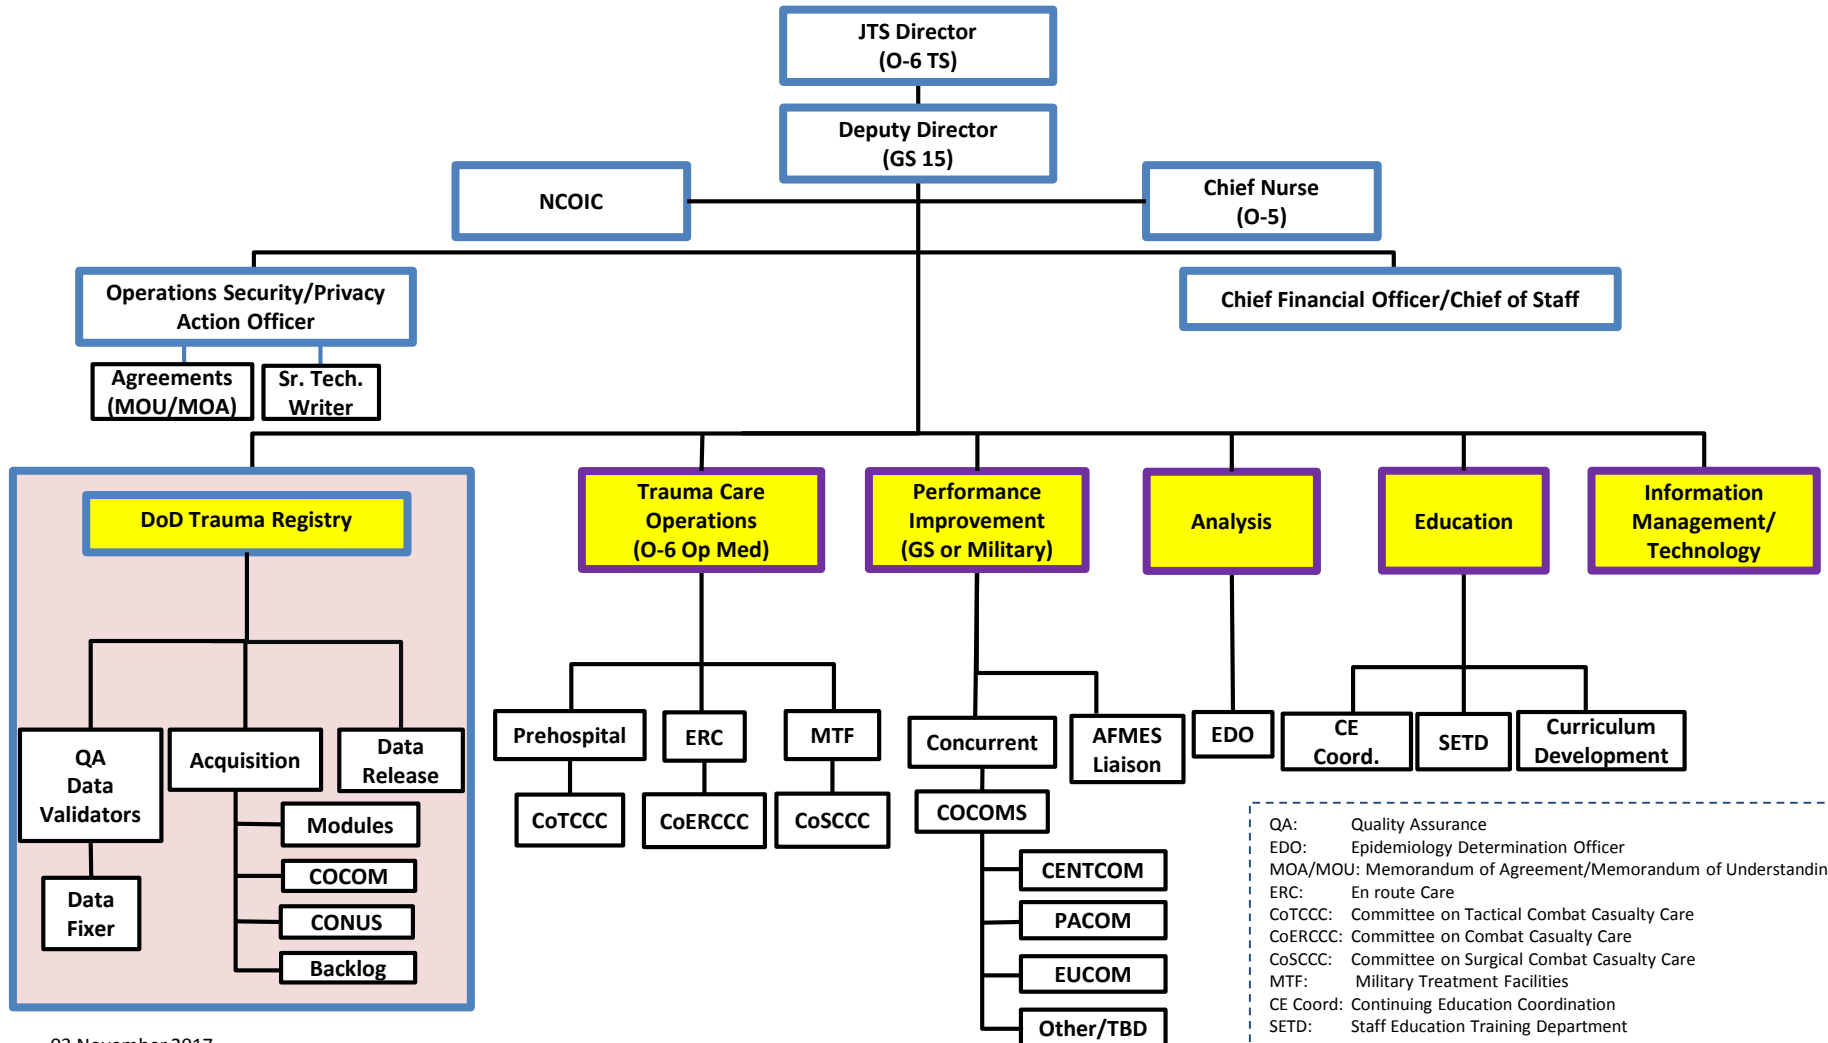 JTS Director
(O-6 TS)
Deputy Director
(GS 15)
NCOIC
Chief Nurse
(O-5)
Operations Security/Privacy
Action Officer
Chief Financial Officer/Chief of Staff
Agreements
(MOU/MOA)
Sr. Tech.
Writer
DoD Trauma Registry
Trauma Care
Operations
(O-6 Op Med)
Performance
Improvement
(GS or Military)
Analysis
Education
Information
Management/
Technology
QA
Data
Validators
Acquisition
Data
Release
Modules
COCOM
CONUS
Backlog
Data
Fixer
Prehospital
ERC
MTF
CoTCCC
CoERCCC
CoSCCC
Concurrent
AFMES
Liaison
COCOMS
CENTCOM
PACOM
EUCOM
Other/TBD
EDO
CE
Coord.
SETD
Curriculum
Development
QA: Quality Assurance
EDO: Epidemiology Determination Officer
MOA/MOU: Memorandum of Agreement/Memorandum of Understandin
ERC: En route Care
CoTCCC: Committee on Tactical Combat Casualty Care
CoERCCC: Committee on Combat Casualty Care
CoSCCC: Committee on Surgical Combat Casualty Care
MTF: Military Treatment Facilities
CE Coord: Continuing Education Coordination
SETD: Staff Education Training Department
November 2017